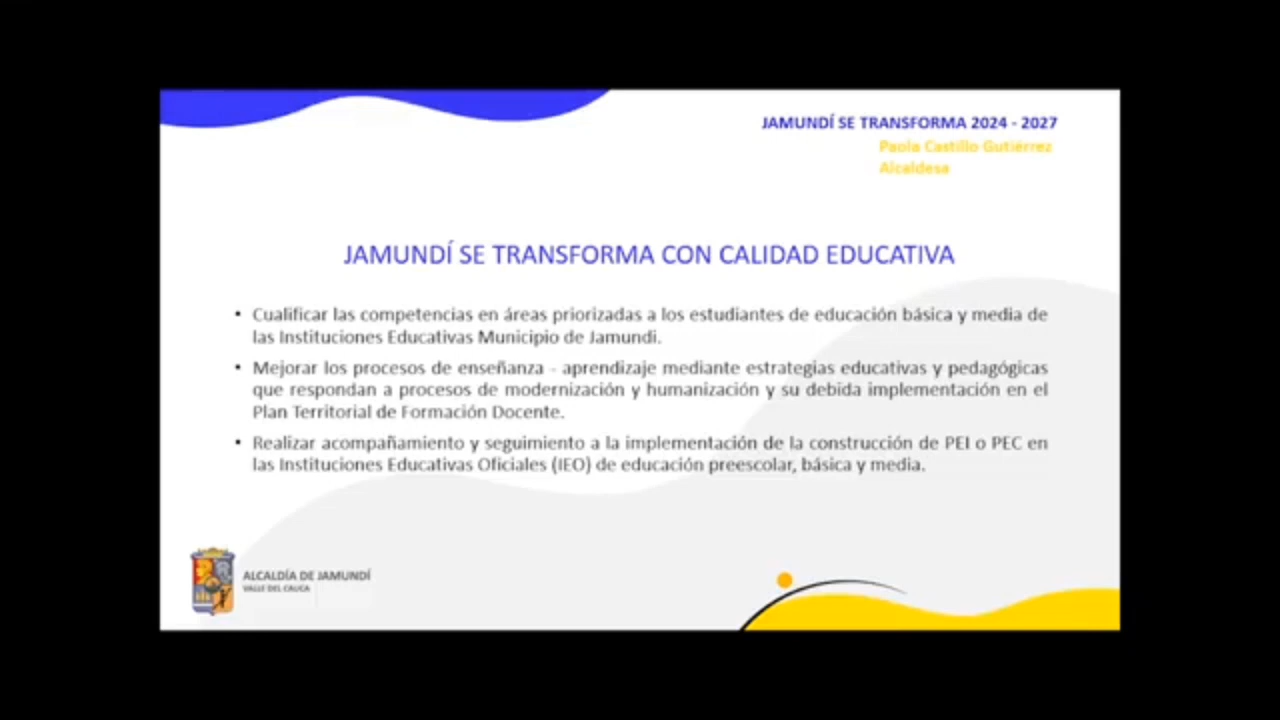 JAMUNDÍ SE TRANSFORMA 2024 - 2027
Paola Castillo Gutiérrez
Alcaldesa
JAMUNDÍ SE TRANSFORMA CON CALIDAD EDUCATIVA
• Cualificar las competencias en áreas priorizadas a los estudiantes de educación básica y media de
las Instituciones Educativas Municipio de Jamundi.
• Mejorar los procesos de enseñanza - aprendizaje mediante estrategias educativas y pedagógicas
que respondan a procesos de modernización y humanización y su debida implementación en el
Plan Territorial de Formación Docente.
• Realizar acompañamiento y seguimiento a la implementación de la construcción de PEI o PEC en
las Instituciones Educativas Oficiales (IEO) de educación preescolar, básica y media.
ALCALDÍA DE JAMUNDÍ
VALLE DEL CAUCA